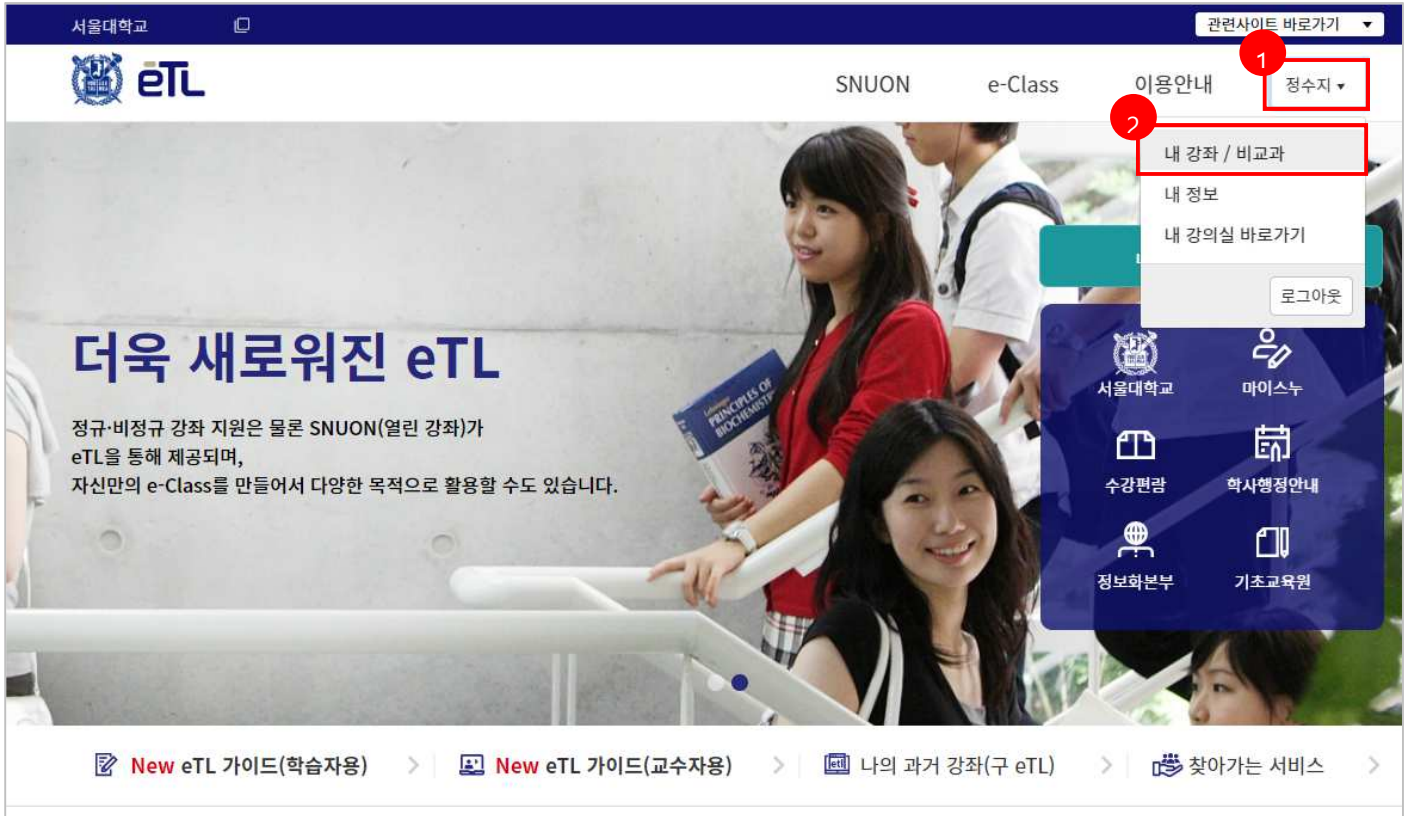 서울대학교
관련사이트 바로가기
eTL
SNUON
e-Class
이용안내
1
정수지
2
내 강좌 / 비교과
내 정보
내 강의실 바로가기
로그아웃
더욱 새로워진 eTL
정규·비정규 강좌 지원은 물론 SNUON(열린 강좌)가
eTL을 통해 제공되며,
자신만의 e-Class를 만들어서 다양한 목적으로 활용할 수도 있습니다.
PRINCIPLES OF
BIOCHEMISTRY
서울대학교
마이스누
수강편람
학사행정안내
정보화본부
기초교육원
New eTL 가이드(학습자용)
New eTL 가이드(교수자용)
나의 과거 강좌(구 eTL)
찾아가는 서비스